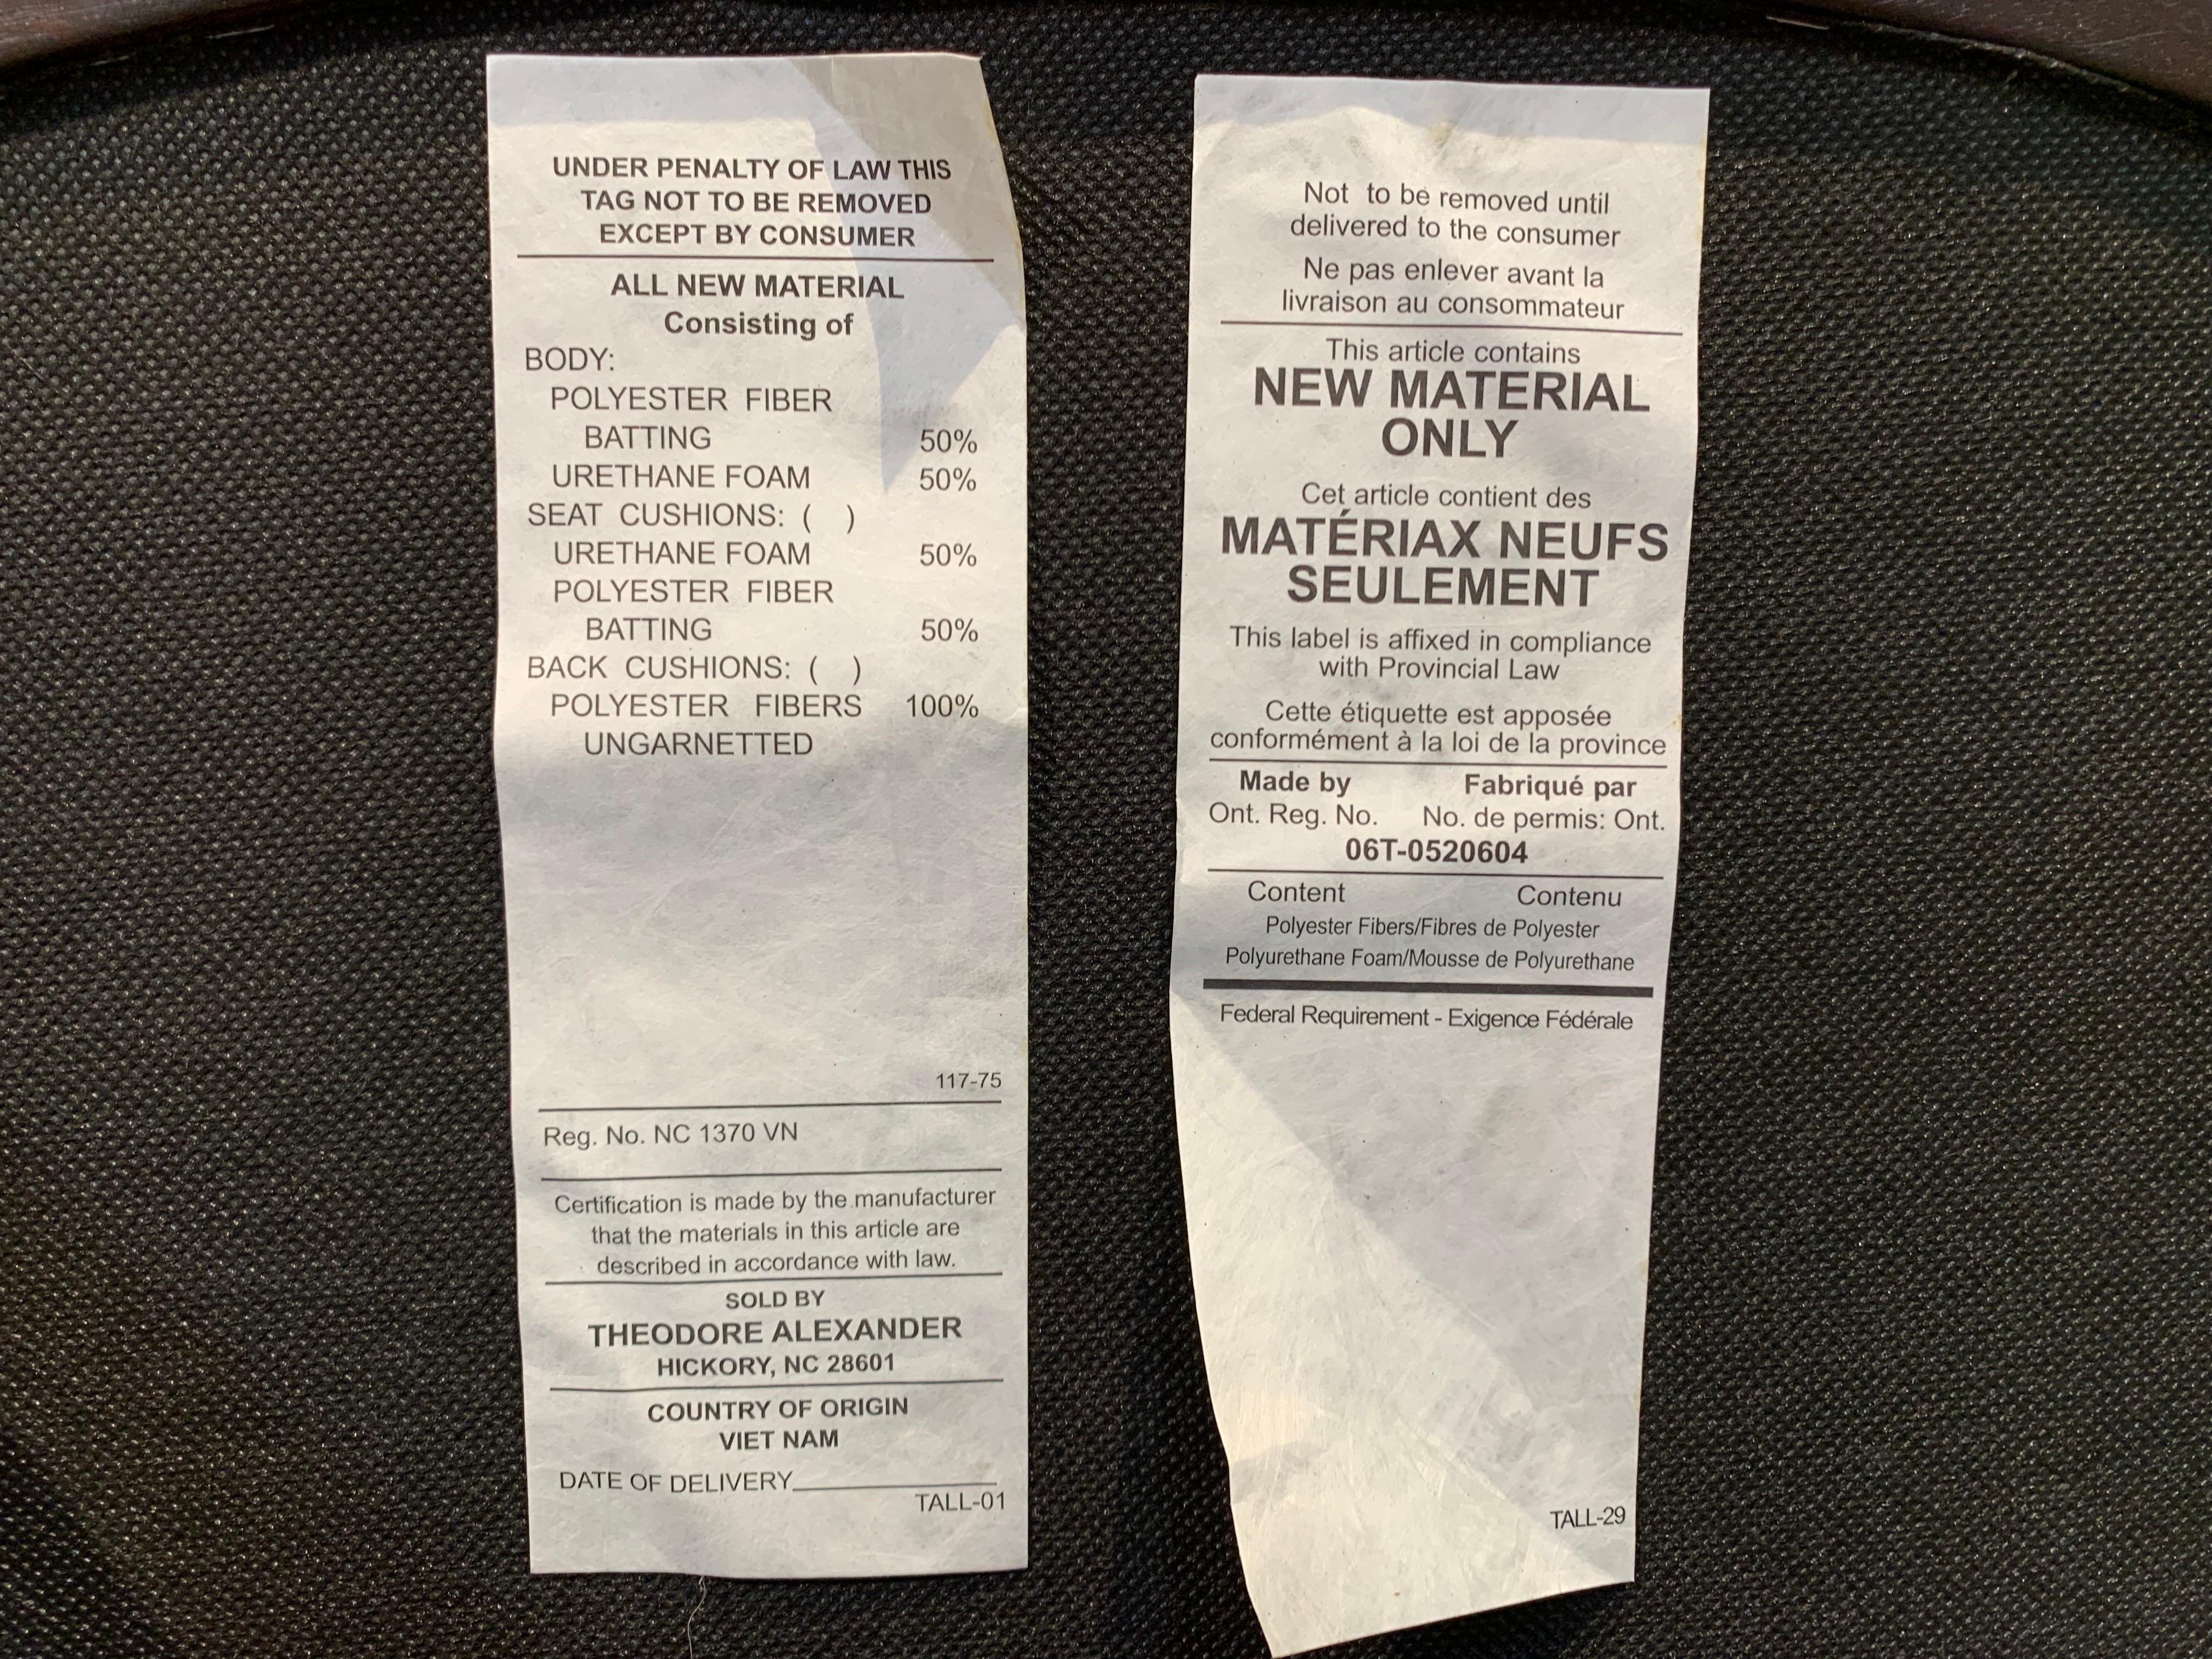 UNDER PENALTY OF LAW THIS
TAG NOT TO BE REMOVED
EXCEPT BY CONSUMER
ALL NEW MATERIAL
Consisting of
BODY:
POLYESTER FIBER
BATTING 50%
URETHANE FOAM 50%
SEAT CUSHIONS: ( )
URETHANE FOAM 50%
POLYESTER FIBER
BATTING 50%
BACK CUSHIONS: ( )
POLYESTER FIBERS 100%
UNGARNETTED
117-75
Reg. No. NC 1370 VN
Certification is made by the manufacturer
that the materials in this article are
described in accordance with law.
SOLD BY
THEODORE ALEXANDER
HICKORY, NC 28601
COUNTRY OF ORIGIN
VIET NAM
DATE OF DELIVERY
TALL-01
Not to be removed until
delivered to the consumer
Ne pas enlever avant la
livraison au consommateur
This article contains
NEW MATERIAL
ONLY
Cet article contient des
MATÉRIAX NEUFS
SEULEMENT
This label is affixed in compliance
with Provincial Law
Cette étiquette est apposée
conformément à la loi de la province
Made by Fabriqué par
Ont. Reg. No. No. de permis: Ont.
06T-0520604
Content Contenu
Polyester Fibers/Fibres de Polyester
Polyurethane Foam/Mousse de Polyurethane
Federal Requirement - Exigence Fédérale
TALL-29